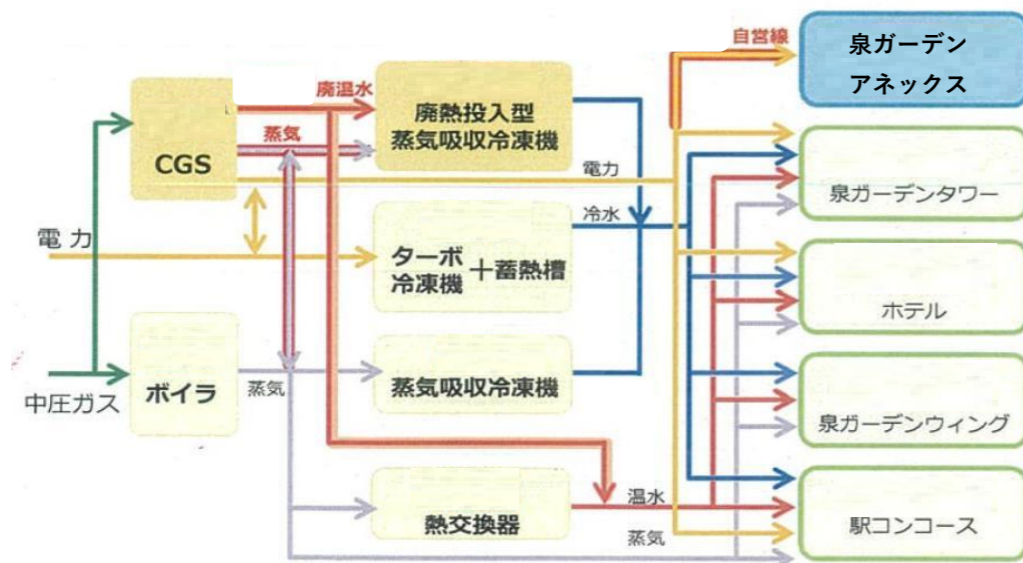 自営線
泉ガーデン
アネックス
廃温水
廃熱投入型
蒸気吸収冷凍機
蒸気
CGS
電力
泉ガーデンタワー
冷水
電力
ターボ
冷凍機
＋蓄熱槽
ホテル
ボイラ
蒸気
蒸気吸収冷凍機
中圧ガス
泉ガーデンウィング
温水
熱交換器
蒸気
駅コンコース